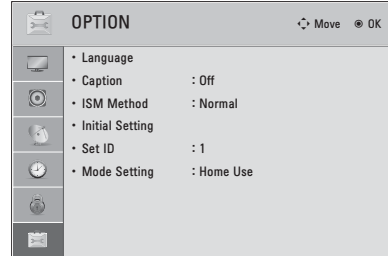 OPTION Move OK
• Language
• Caption : Off
• ISM Method : Normal
• Initial Setting
• Set ID : 1
• Mode Setting : Home Use